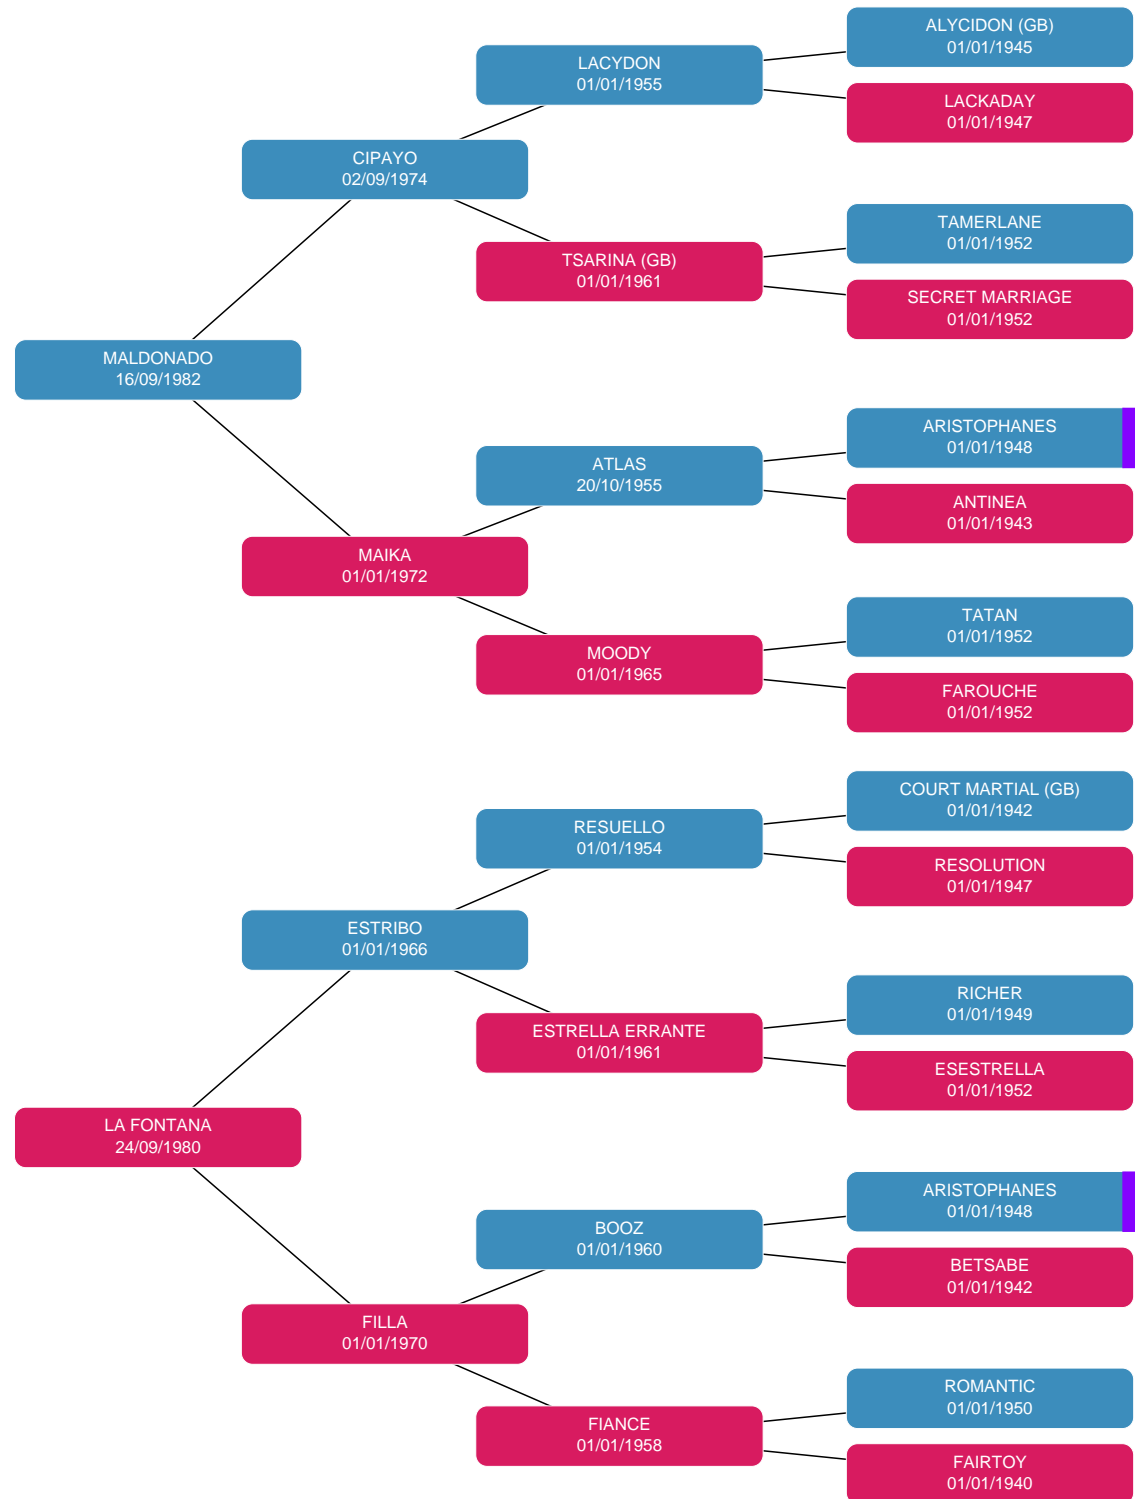 ALYCIDON (GB)
01/01/1945
LACYDON
01/01/1955
LACKADAY
01/01/1947
CIPAYO
02/09/1974
TAMERLANE
01/01/1952
TSARINA (GB)
01/01/1961
SECRET MARRIAGE
01/01/1952
MALDONADO
16/09/1982
ARISTOPHANES
01/01/1948
ATLAS
20/10/1955
ANTINEA
01/01/1943
MAIKA
01/01/1972
TATAN
01/01/1952
MOODY
01/01/1965
FAROUCHE
01/01/1952
COURT MARTIAL (GB)
01/01/1942
RESUELLO
01/01/1954
RESOLUTION
01/01/1947
ESTRIBO
01/01/1966
RICHER
01/01/1949
ESTRELLA ERRANTE
01/01/1961
ESESTRELLA
01/01/1952
LA FONTANA
24/09/1980
ARISTOPHANES
01/01/1948
BOOZ
01/01/1960
BETSABE
01/01/1942
FILLA
01/01/1970
ROMANTIC
01/01/1950
FIANCE
01/01/1958
FAIRTOY
01/01/1940